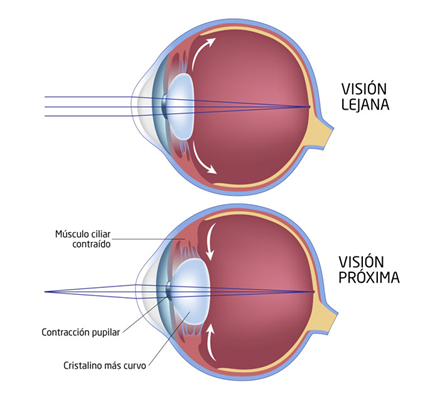 VISIÓN
LEJANA
Músculo ciliar
contraído
VISIÓN
PRÓXIMA
Contracción pupilar
Cristalino más curvo